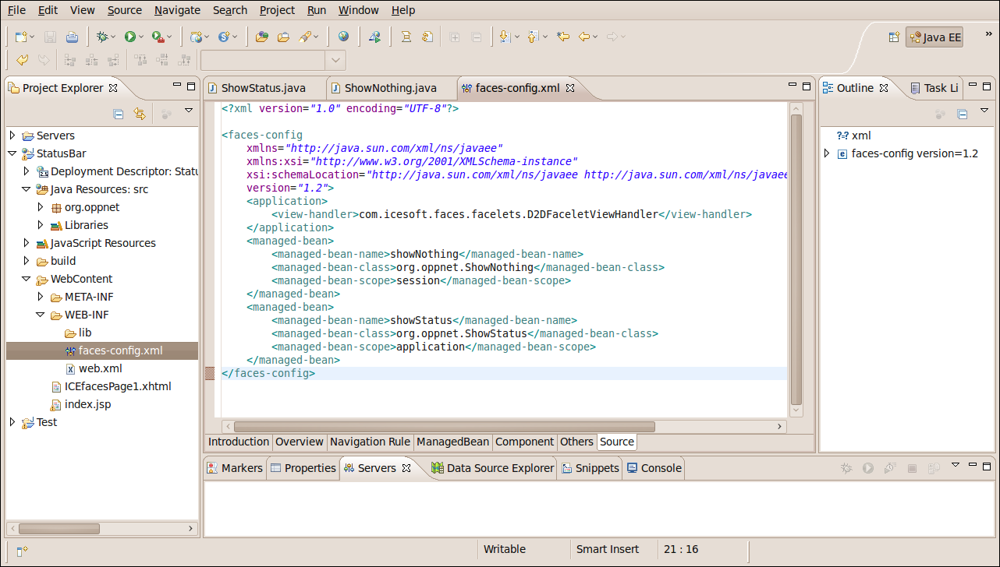 File Edit View Source Navigate Search Project Run Window Help
» 
Java EE
Project Explorer
ShowStatus.java
ShowNothing.java
faces-config.xml
Outline
Task Li
Servers
StatusBar
Deployment Descriptor: Statu
Java Resources: src
org.oppnet
Libraries
JavaScript Resources
build
WebContent
META-INF
WEB-INF
lib
faces-config.xml
web.xml
ICEfacesPage1.xhtml
index.jsp
Test
<?xml version="1.0" encoding="UTF-8"?>
<faces-config
xmlns="http://java.sun.com/xml/ns/javaee"
xmlns:xsi="http://www.w3.org/2001/XMLSchema-instance"
xsi:schemaLocation="http://java.sun.com/xml/ns/javaee http://java.sun.com/xml/ns/javaee
version="1.2">
<application>
<view-handler>com.icesoft.faces.facelets.D2DFaceletViewHandler</view-handler>
</application>
<managed-bean>
<managed-bean-name>showNothing</managed-bean-name>
<managed-bean-class>org.oppnet.ShowNothing</managed-bean-class>
<managed-bean-scope>session</managed-bean-scope>
</managed-bean>
<managed-bean>
<managed-bean-name>showStatus</managed-bean-name>
<managed-bean-class>org.oppnet.ShowStatus</managed-bean-class>
<managed-bean-scope>application</managed-bean-scope>
</managed-bean>
</faces-config>
Introduction Overview Navigation Rule ManagedBean Component Others Source
xml
faces-config version=1.2
Markers Properties Servers Data Source Explorer Snippets Console
Writable Smart Insert 21 : 16